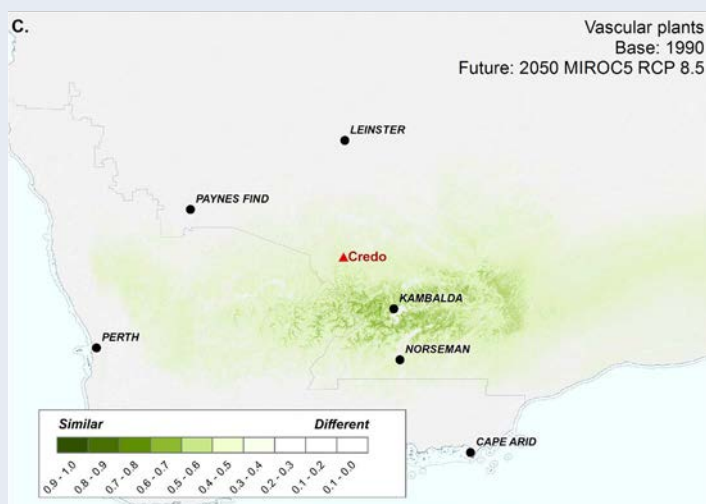 C.
Vascular plants
Base: 1990
Future: 2050 MIROC5 RCP 8.5
LEINSTER
PAYNES FIND
Credo
KAMBALDA
PERTH
NORSEMAN
CAPE ARID
Similar Different
0.9 - 1.0
0.8 - 0.9
0.7 - 0.8
0.6 - 0.7
0.5 - 0.6
0.4 - 0.5
0.3 - 0.4
0.2 - 0.3
0.1 - 0.2
0.1 - 0.0